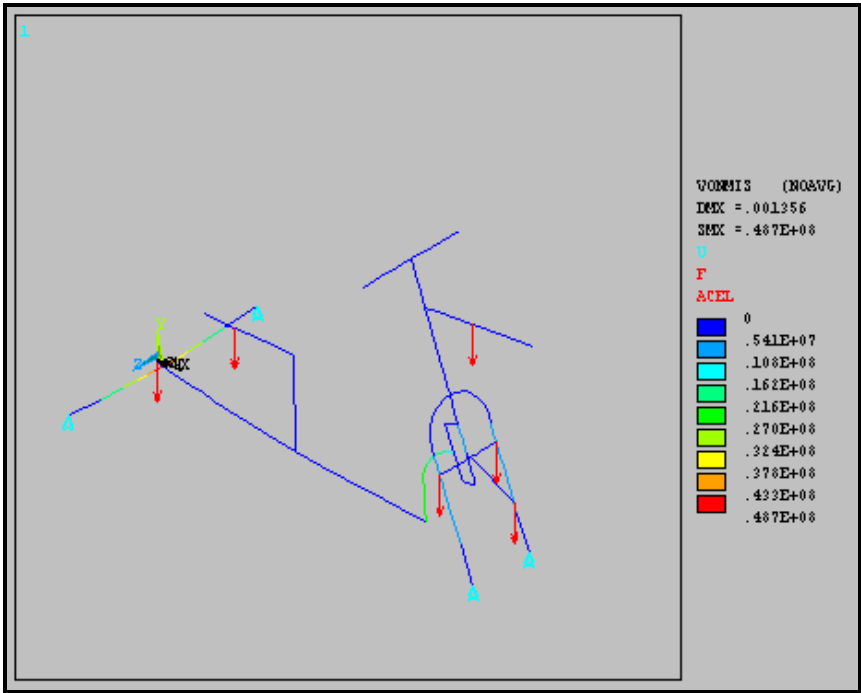 1
VONMIS (NOAVG)
DMX =.001356
SMX =.487E+08
U
F
ACEL
0
.541E+07
.108E+08
.162E+08
.216E+08
.270E+08
.324E+08
.378E+08
.433E+08
.487E+08
Y
Z
MX